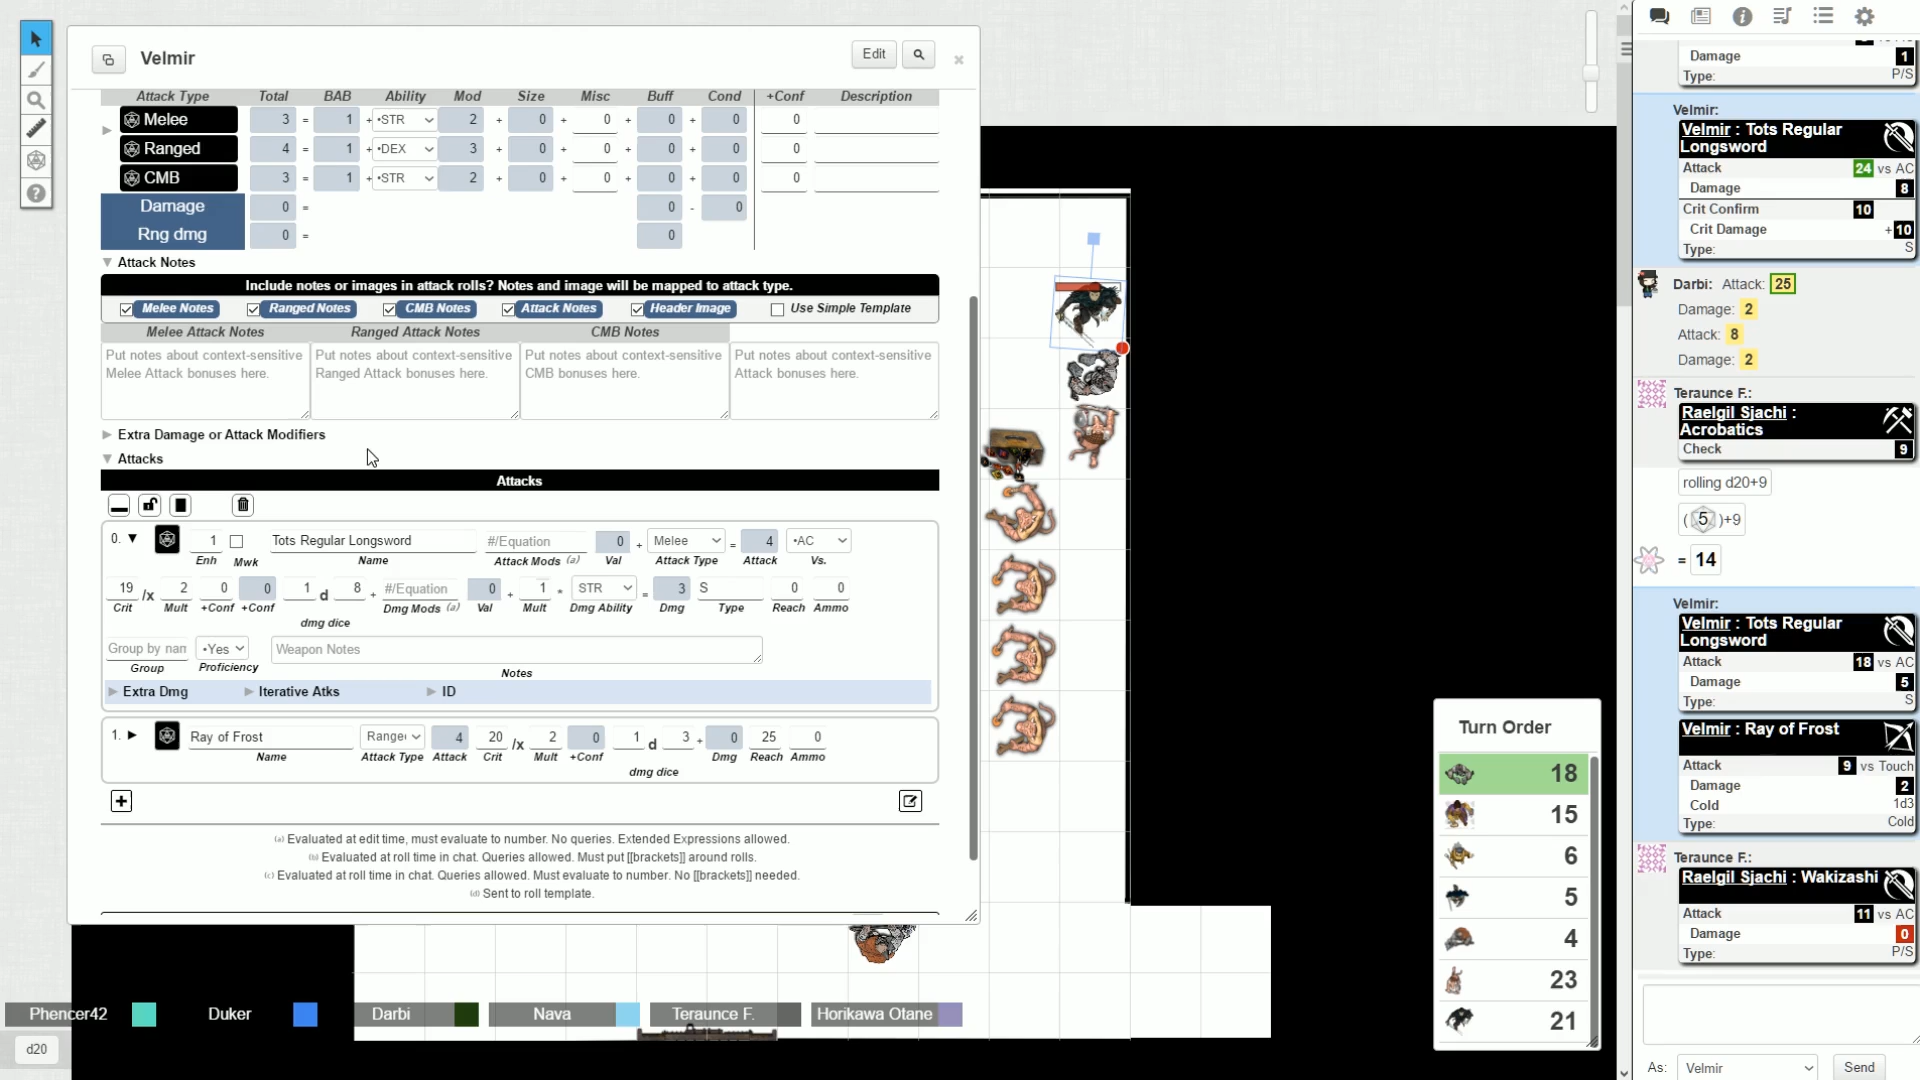 Velmir
Edit
Attack Type Total BAB Ability Mod Size Misc Buff Cond +Conf Description
Melee 3 = 1 + •STR 2 + 0 + 0 + 0 + 0 0
Ranged 4 = 1 + •DEX 3 + 0 + 0 + 0 + 0 0
CMB 3 = 1 + •STR 2 + 0 + 0 + 0 + 0 0
Damage 0 = 0 - 0
Rng dmg 0 = 0
Attack Notes
Include notes or images in attack rolls? Notes and image will be mapped to attack type.
Melee Notes Ranged Notes CMB Notes Attack Notes Header Image Use Simple Template
Melee Attack Notes Ranged Attack Notes CMB Notes
Put notes about context-sensitive Melee Attack bonuses here.
Put notes about context-sensitive Ranged Attack bonuses here.
Put notes about context-sensitive CMB bonuses here.
Put notes about context-sensitive Attack bonuses here.
Extra Damage or Attack Modifiers
Attacks
Attacks
0. 1 Tots Regular Longsword #/Equation 0 + Melee = 4 •AC
Enh Mwk Name Attack Mods (a) Val Attack Type Attack Vs.
19 /x 2 0 0 1 d 8 + #/Equation 0 + 1 * STR = 3 S 0 0
Crit Mult +Conf +Conf dmg dice Dmg Mods (a) Val Mult Dmg Ability Dmg Type Reach Ammo
Group by nam •Yes Weapon Notes
Group Proficiency Notes
Extra Dmg Iterative Atks ID
1. Ray of Frost Range 4 20 /x 2 0 1 d 3 + 0 25 0
Name Attack Type Attack Crit Mult +Conf dmg dice Dmg Reach Ammo
(a) Evaluated at edit time, must evaluate to number. No queries. Extended Expressions allowed.
(b) Evaluated at roll time in chat. Queries allowed. Must put [[brackets]] around rolls.
(c) Evaluated at roll time in chat. Queries allowed. Must evaluate to number. No [[brackets]] needed.
(d) Sent to roll template.
Phencer42 Duker Darbi Nava Teraunce F. Horikawa Otane
d20
Turn Order
18
15
6
5
4
23
21
Damage 1
Type: P/S
Velmir:
Velmir : Tots Regular
Longsword
Attack 24 vs AC
Damage 8
Crit Confirm 10
Crit Damage +10
Type: S
Darbi: Attack: 25
Damage: 2
Attack: 8
Damage: 2
Teraunce F.:
Raelgil Sjachi :
Acrobatics
Check 9
rolling d20+9
(5)+9
= 14
Velmir:
Velmir : Tots Regular
Longsword
Attack 18 vs AC
Damage 5
Type: S
Velmir : Ray of Frost
Attack 9 vs Touch
Damage 2
Cold 1d3
Type: Cold
Teraunce F.:
Raelgil Sjachi : Wakizashi
Attack 11 vs AC
Damage 0
Type: P/S
As: Velmir Send